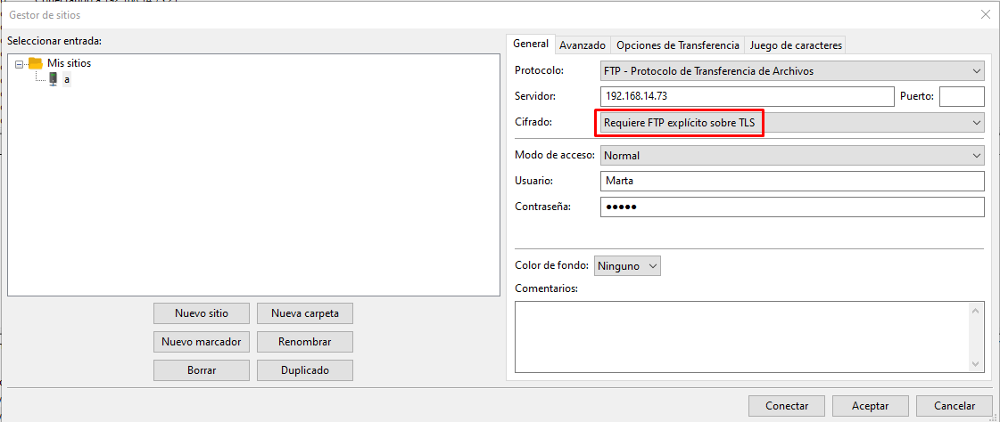 Gestor de sitios
Seleccionar entrada:
Mis sitios
a
Nuevo sitio
Nueva carpeta
Nuevo marcador
Renombrar
Borrar
Duplicado
General
Avanzado
Opciones de Transferencia
Juego de caracteres
Protocolo:
FTP - Protocolo de Transferencia de Archivos
Servidor:
192.168.14.73
Puerto:
Cifrado:
Requiere FTP explícito sobre TLS
Modo de acceso:
Normal
Usuario:
Marta
Contraseña:
●●●●●
Color de fondo:
Ninguno
Comentarios:
Conectar
Aceptar
Cancelar